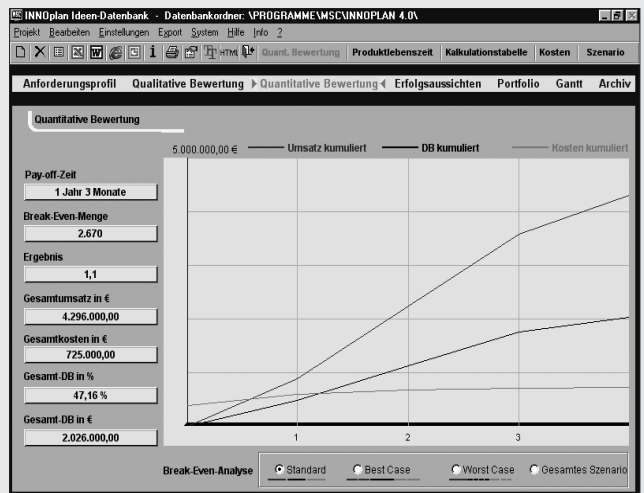 INNOplan Ideen-Datenbank - Datenbankordner: \PROGRAMME\MSC\INNOPLAN 4.0\
Projekt Bearbeiten Einstellungen Export System Hilfe Info ?
HTML Quant. Bewertung Produktlebenszeit Kalkulationstabelle Kosten Szenario
Anforderungsprofil Qualitative Bewertung Quantitative Bewertung Erfolgsaussichten Portfolio Gantt Archiv
Quantitative Bewertung
5.000.000,00 € Umsatz kumuliert DB kumuliert Kosten kumuliert
Pay-off-Zeit
1 Jahr 3 Monate
Break-Even-Menge
2.670
Ergebnis
1,1
Gesamtumsatz in €
4.296.000,00
Gesamtkosten in €
725.000,00
Gesamt-DB in %
47,16 %
Gesamt-DB in €
2.026.000,00
1 2 3
Break-Even-Analyse Standard Best Case Worst Case Gesamtes Szenario